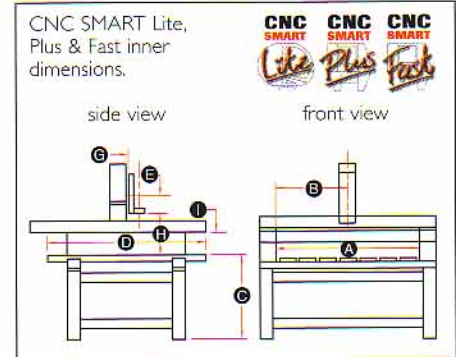 CNC SMART Lite,
Plus & Fast inner
dimensions.
CNC CNC CNC
SMART SMART SMART
Lite Plus Fast
side view front view
G
E
B
I
D H A
C